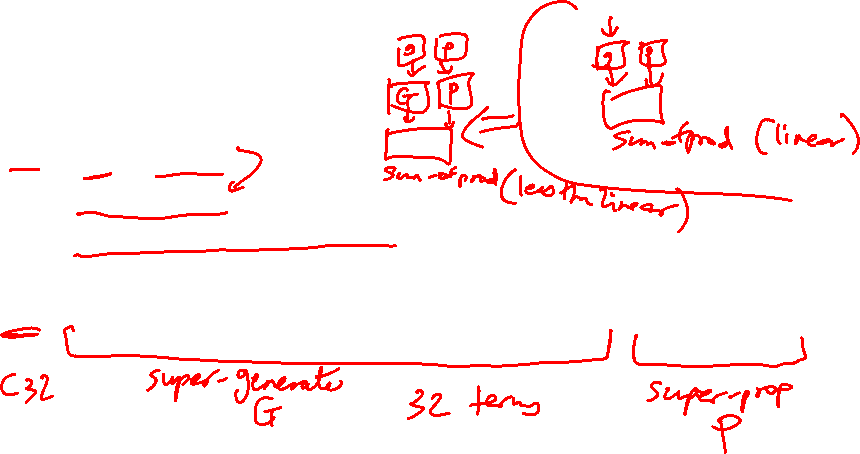 g p
G P
sum-of prod (less than linear)
g p
sum of prod (linear)
C32
super-generate
G
32 terms
super-prop
P